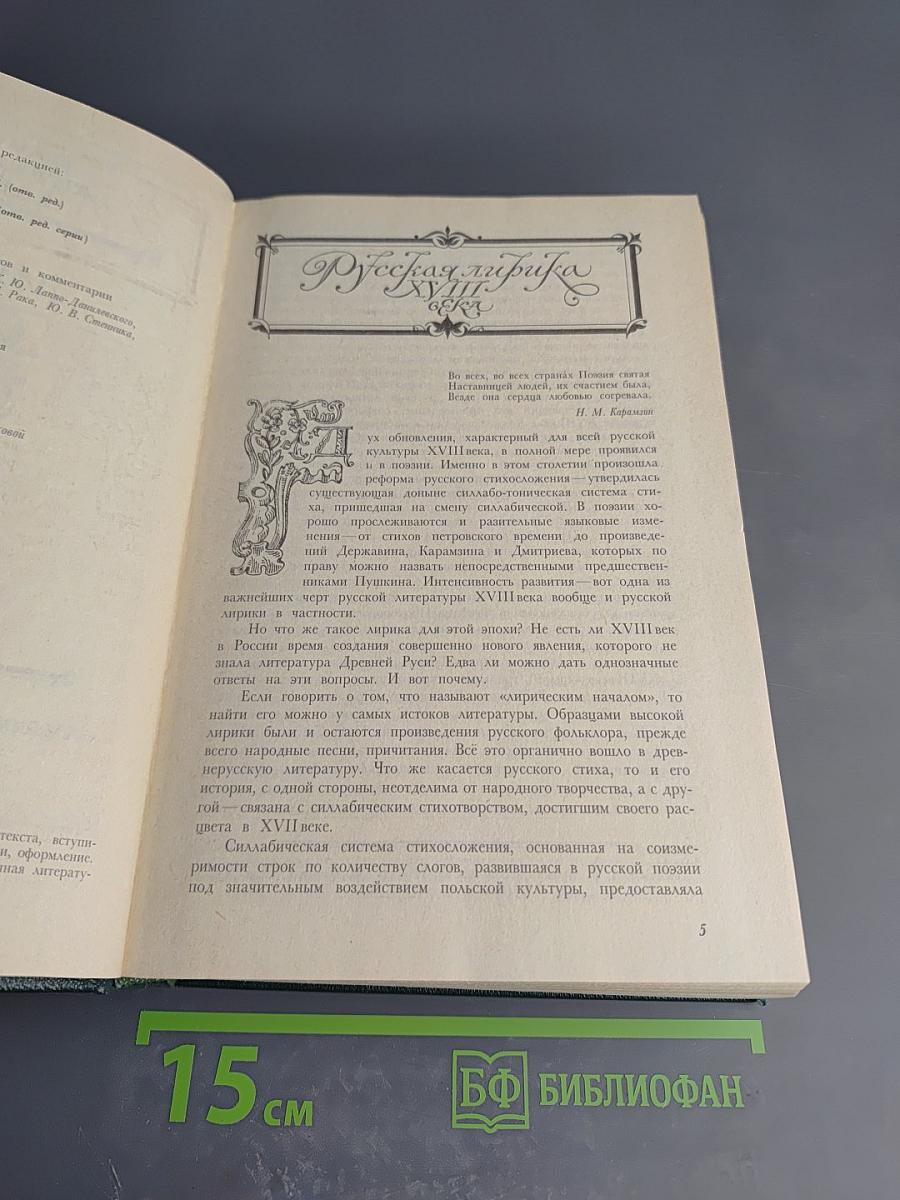 редакцией:
(отв. ред.)
(отв. ред. серии)
ов и комментарии
Ю. Лаппо-Данилевского,
Рака, Ю. В. Стенника,
я
ковой
текста, вступи-
и, оформление.
ная литерату-
Русская лирика
XVIII
века
Во всех, во всех странáх Поэзия святая
Наставницей людей, их счастием была,
Везде она сердца любовью согревала.
Н. М. Карамзин
Дух обновления, характерный для всей русской
культуры XVIII века, в полной мере проявился
и в поэзии. Именно в этом столетии произошла
реформа русского стихосложения — утвердилась
существующая доныне силлабо-тоническая система сти-
ха, пришедшая на смену силлабической. В поэзии хо-
рошо прослеживаются и разительные языковые изме-
нения — от стихов петровского времени до произведе-
ний Державина, Карамзина и Дмитриева, которых по
праву можно назвать непосредственными предшествен-
никами Пушкина. Интенсивность развития — вот одна из
важнейших черт русской литературы XVIII века вообще и русской
лирики в частности.
Но что же такое лирика для этой эпохи? Не есть ли XVIII век
в России время создания совершенно нового явления, которого не
знала литература Древней Руси? Едва ли можно дать однозначные
ответы на эти вопросы. И вот почему.
Если говорить о том, что называют «лирическим началом», то
найти его можно у самых истоков литературы. Образцами высокой
лирики были и остаются произведения русского фольклора, прежде
всего народные песни, причитания. Всё это органично вошло в древ-
нерусскую литературу. Что же касается русского стиха, то и его
история, с одной стороны, неотделима от народного творчества, а с дру-
гой — связана с силлабическим стихотворством, достигшим своего рас-
цвета в XVII веке.
Силлабическая система стихосложения, основанная на соизме-
римости строк по количеству слогов, развившаяся в русской поэзии
под значительным воздействием польской культуры, предоставляла
5
15 см
БФ БИБЛИОФАН